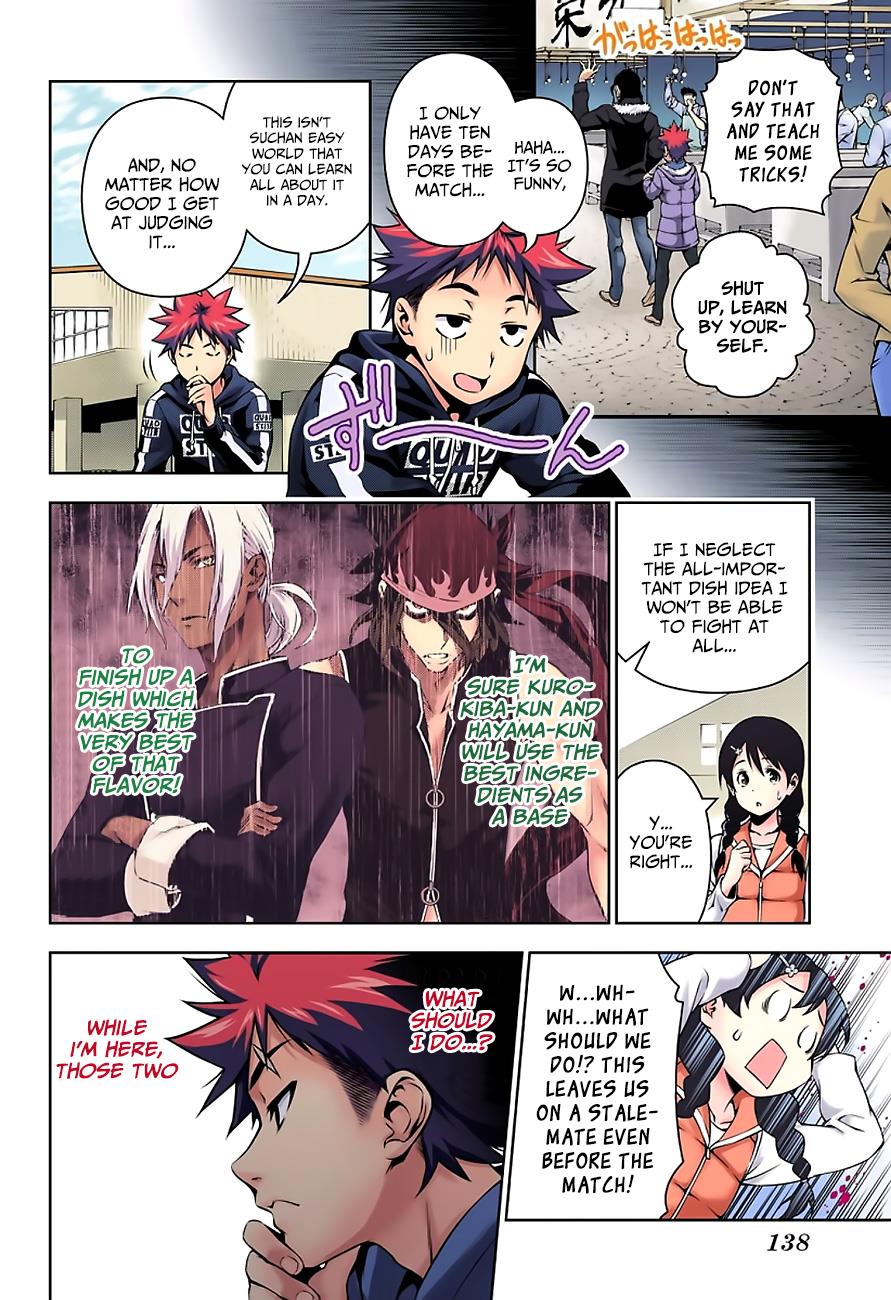 がっはっはっはっ
DON'T
SAY THAT
AND TEACH
ME SOME
TRICKS!
SHUT
UP, LEARN
BY YOUR-
SELF.
HAHA...
IT'S SO
FUNNY,
I ONLY
HAVE TEN
DAYS BE-
FORE THE
MATCH...
THIS ISN'T
SUCHAN EASY
WORLD THAT
YOU CAN LEARN
ALL ABOUT IT
IN A DAY.
AND, NO
MATTER HOW
GOOD I GET
AT JUDGING
IT...
ずーん
IF I NEGLECT
THE ALL-IMPOR-
TANT DISH IDEA I
WON'T BE ABLE
TO FIGHT AT
ALL...
Y...
YOU'RE
RIGHT...
I'M
SURE KURO-
KIBA-KUN AND
HAYAMA-KUN
WILL USE THE
BEST INGRE-
DIENTS AS
A BASE
TO
FINISH UP A
DISH WHICH
MAKES THE
VERY BEST
OF THAT
FLAVOR!
W...WH-
WH...WHAT
SHOULD WE
DO!? THIS
LEAVES US
ON A STALE-
MATE EVEN
BEFORE THE
MATCH!
WHAT
SHOULD
I DO...?
WHILE
I'M HERE,
THOSE TWO
138